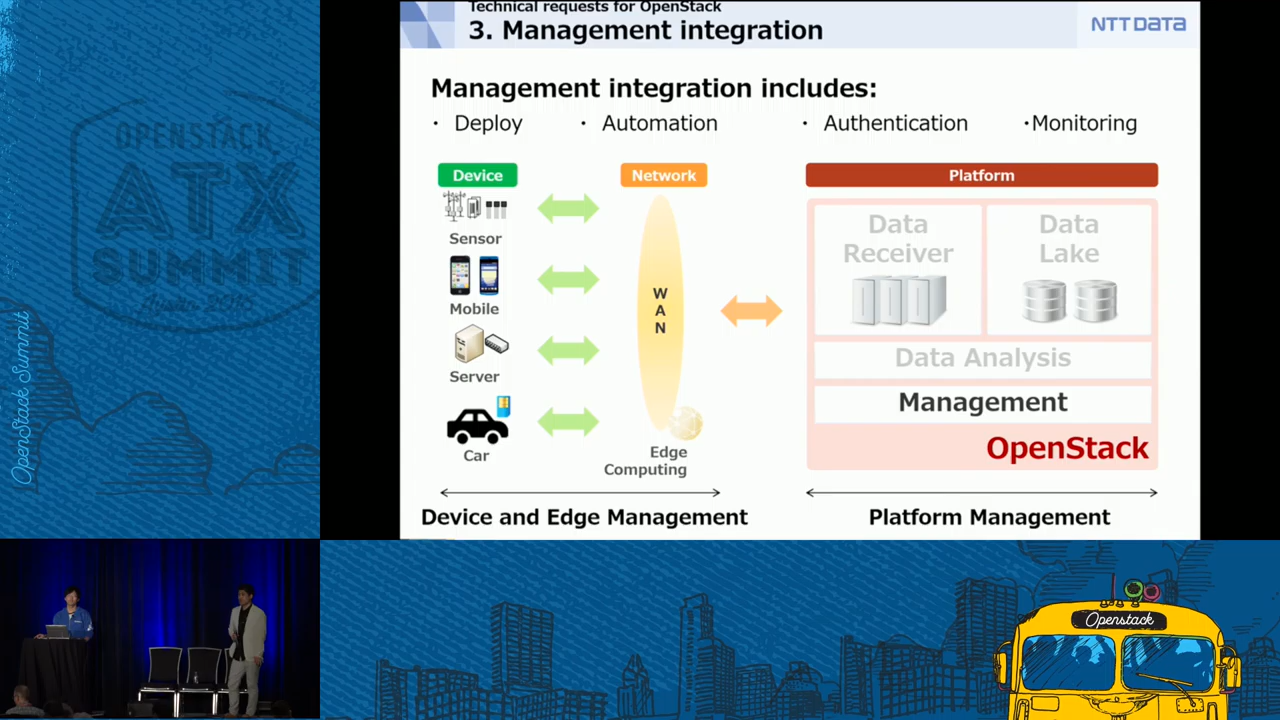 Technical requests for OpenStack
3. Management integration
NTT DATA
Management integration includes:
・ Deploy ・ Automation ・ Authentication ・Monitoring
Device
Network
Platform
Sensor
Mobile
Server
Car
WAN
Edge
Computing
Data
Receiver
Data
Lake
Data Analysis
Management
OpenStack
Device and Edge Management
Platform Management
OPENSTACK
ATX
SUMMIT
OpenStack Summit
Openstack